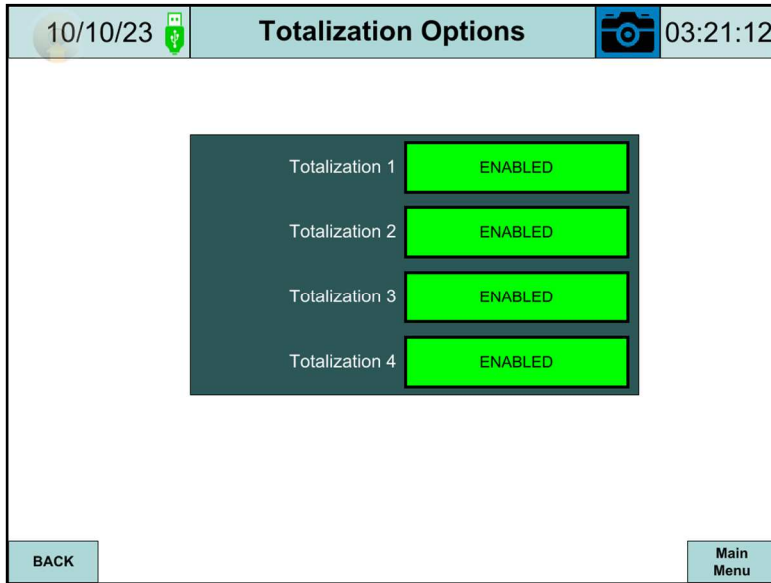 10/10/23
Totalization Options
03:21:12
Totalization 1 ENABLED
Totalization 2 ENABLED
Totalization 3 ENABLED
Totalization 4 ENABLED
BACK
Main
Menu